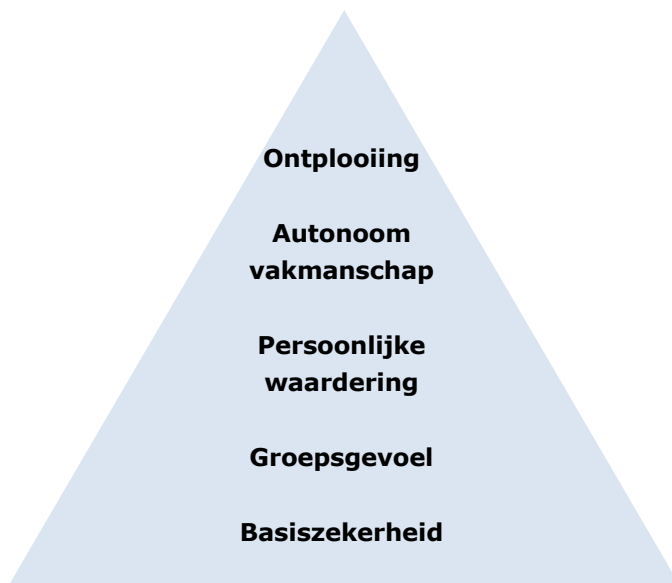 Ontplooiing
Autonoom
vakmanschap
Persoonlijke
waardering
Groepsgevoel
Basiszekerheid